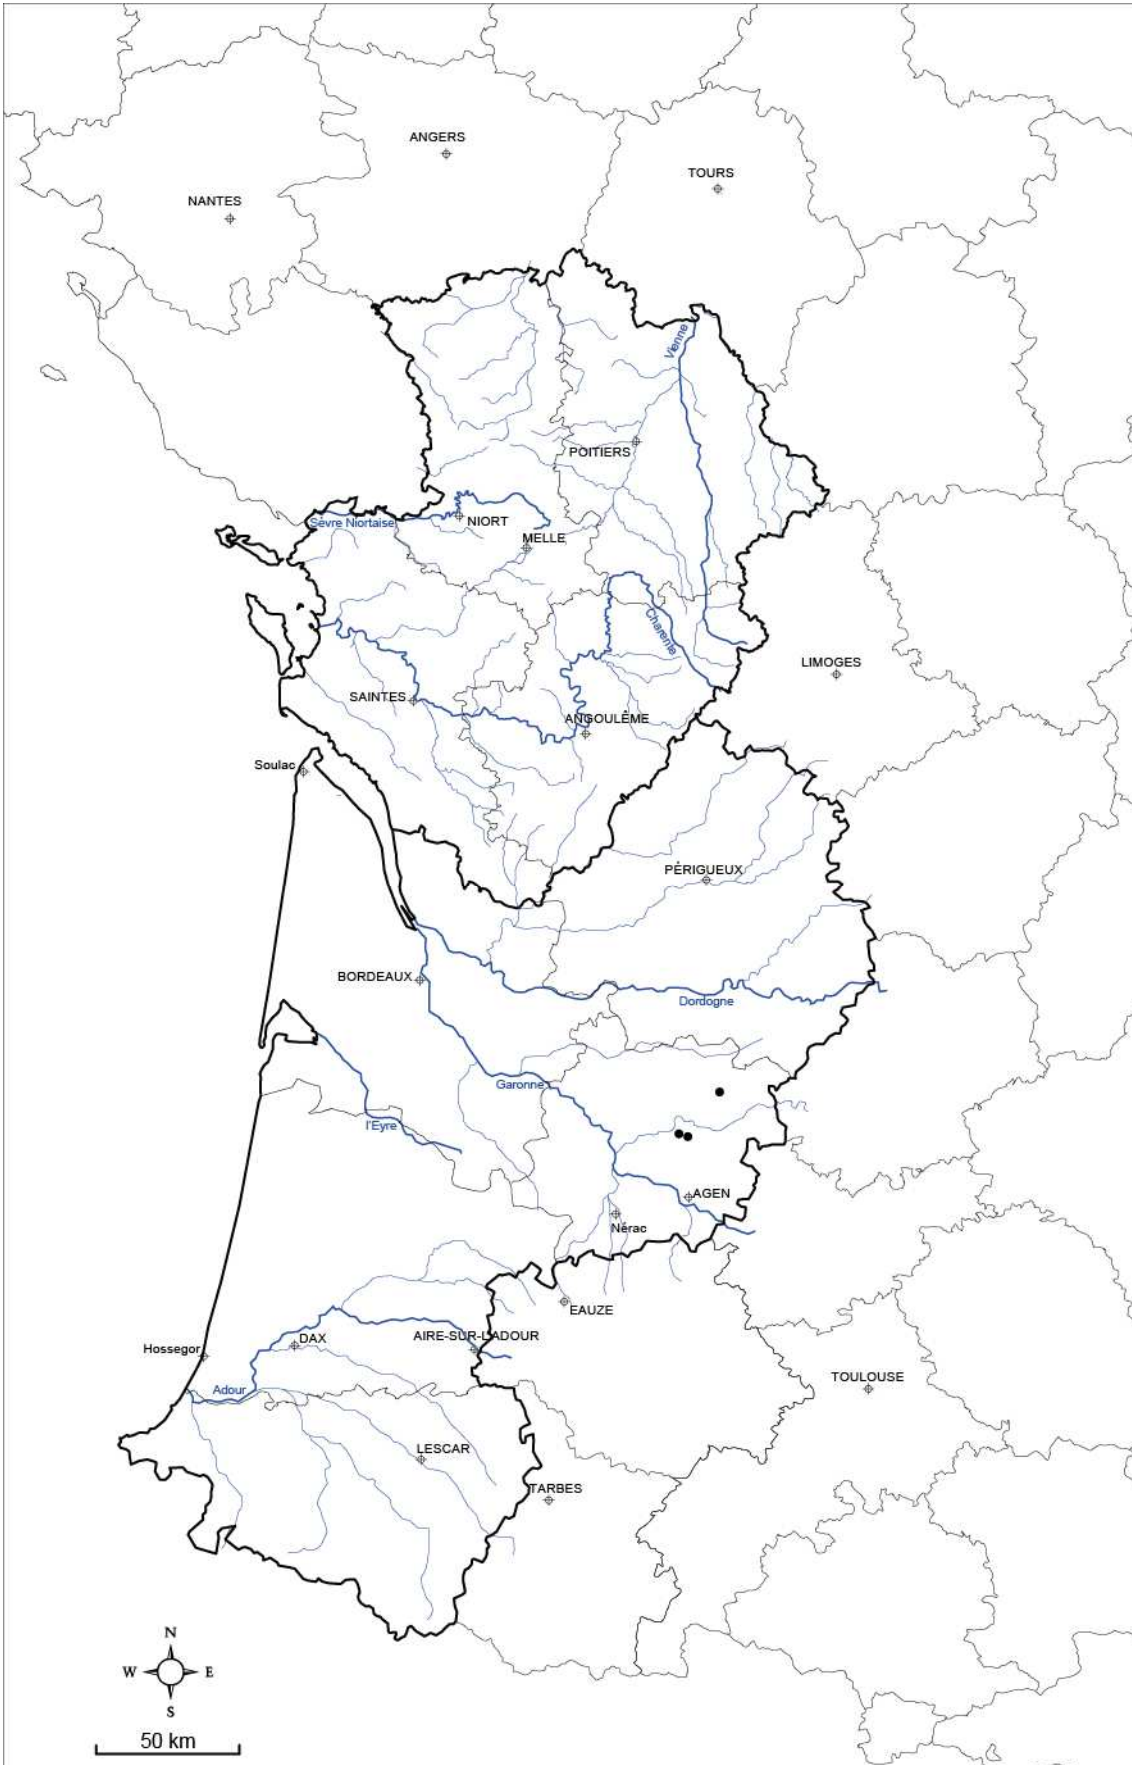 ANGERS
TOURS
NANTES
Vienne
POITIERS
Sèvre Niortaise
NIORT
MELLE
Charente
LIMOGES
SAINTES
ANGOULÊME
Soulac
PÉRIGUEUX
BORDEAUX
Dordogne
Garonne
l'Eyre
AGEN
Nérac
EAUZE
AIRE-SUR-L'ADOUR
DAX
Hossegor
TOULOUSE
Adour
LESCAR
TARBES
N
W E
S
50 km